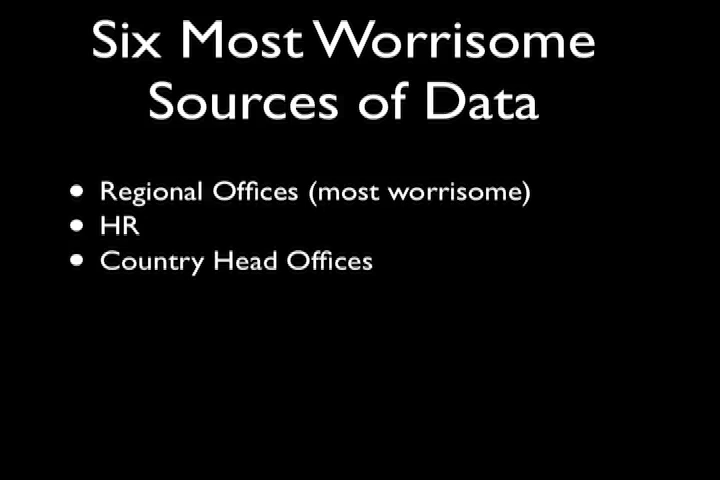 Six Most Worrisome
Sources of Data
• Regional Offices (most worrisome)
• HR
• Country Head Offices